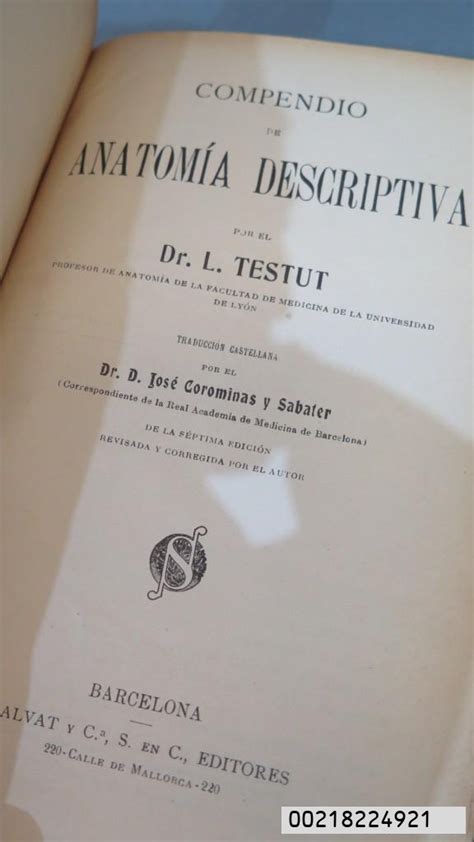 COMPENDIO
DE
ANATOMÍA DESCRIPTIVA
POR EL
Dr. L. TESTUT
PROFESOR DE ANATOMÍA DE LA FACULTAD DE MEDICINA DE LA UNIVERSIDAD
DE LYÓN
TRADUCCIÓN CASTELLANA
POR EL
Dr. D. José Corominas y Sabater
(Correspondiente de la Real Academia de Medicina de Barcelona)
DE LA SÉPTIMA EDICIÓN
REVISADA Y CORREGIDA POR EL AUTOR
BARCELONA
ALVAT Y C.ª, S. EN C., EDITORES
220-CALLE DE MALLORCA-220
00218224921